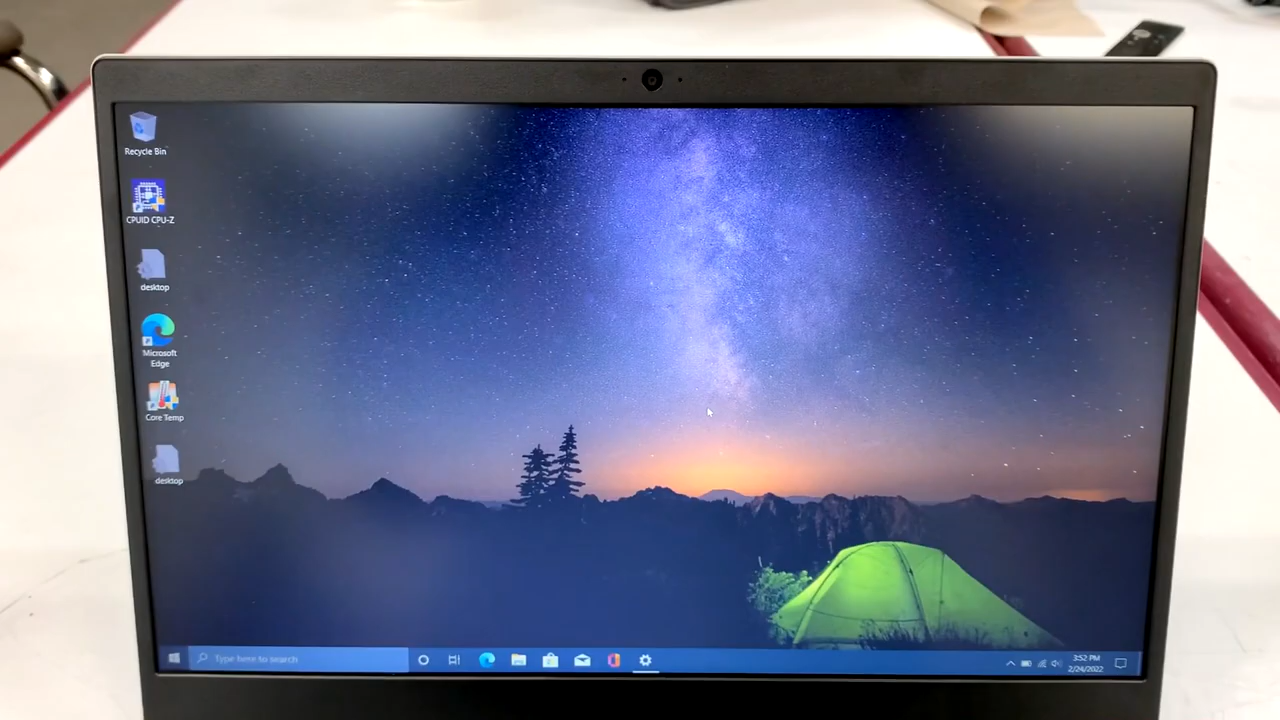 Recycle Bin
CPUID CPU-Z
desktop
Microsoft
Edge
Core Temp
desktop
Type here to search
3:52 PM
2/24/2022